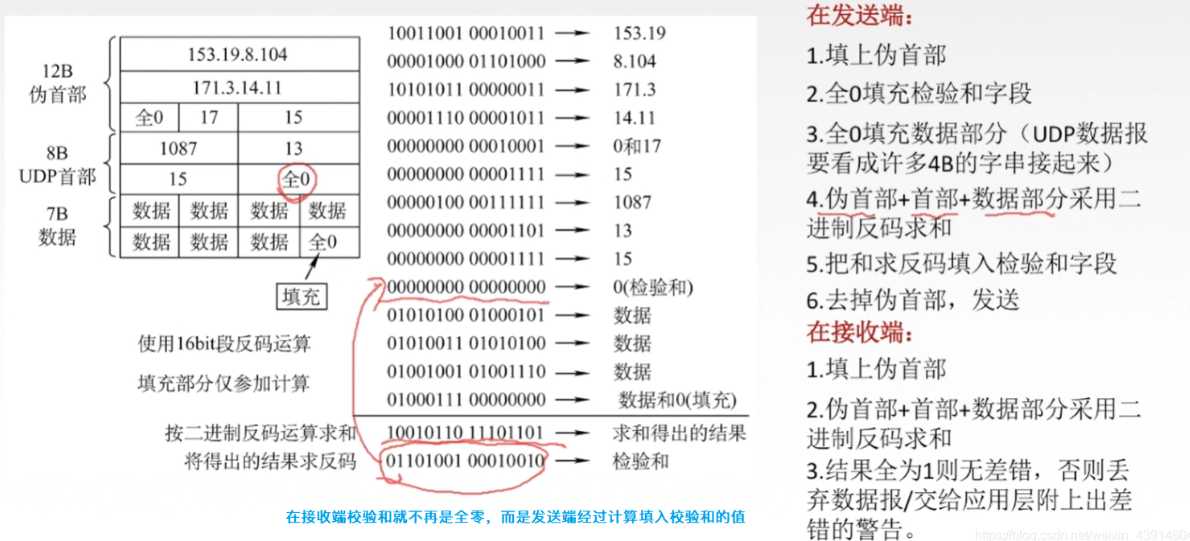 12B
伪首部
8B
UDP首部
7B
数据
153.19.8.104
171.3.14.11
全0 17 15
1087 13
15 全0
数据 数据 数据 数据
数据 数据 数据 全0
填充
使用16bit段反码运算
填充部分仅参加计算
10011001 00010011 → 153.19
00001000 01101000 → 8.104
10101011 00000011 → 171.3
00001110 00001011 → 14.11
00000000 00010001 → 0和17
00000000 00001111 → 15
00000100 00111111 → 1087
00000000 00001101 → 13
00000000 00001111 → 15
00000000 00000000 → 0(检验和)
01010100 01000101 → 数据
01010011 01010100 → 数据
01001001 01001110 → 数据
01000111 00000000 → 数据和0(填充)
按二进制反码运算求和 10010110 11101101 → 求和得出的结果
将得出的结果求反码 01101001 00010010 → 检验和
在接收端校验和就不再是全零，而是发送端经过计算填入校验和的值
在发送端：
1.填上伪首部
2.全0填充检验和字段
3.全0填充数据部分（UDP数据报
要看成许多4B的字串接起来）
4.伪首部+首部+数据部分采用二
进制反码求和
5.把和求反码填入检验和字段
6.去掉伪首部，发送
在接收端：
1.填上伪首部
2.伪首部+首部+数据部分采用二
进制反码求和
3.结果全为1则无差错，否则丢
弃数据报/交给应用层附上出差
错的警告。
https://blog.csdn.net/weixin_43914604